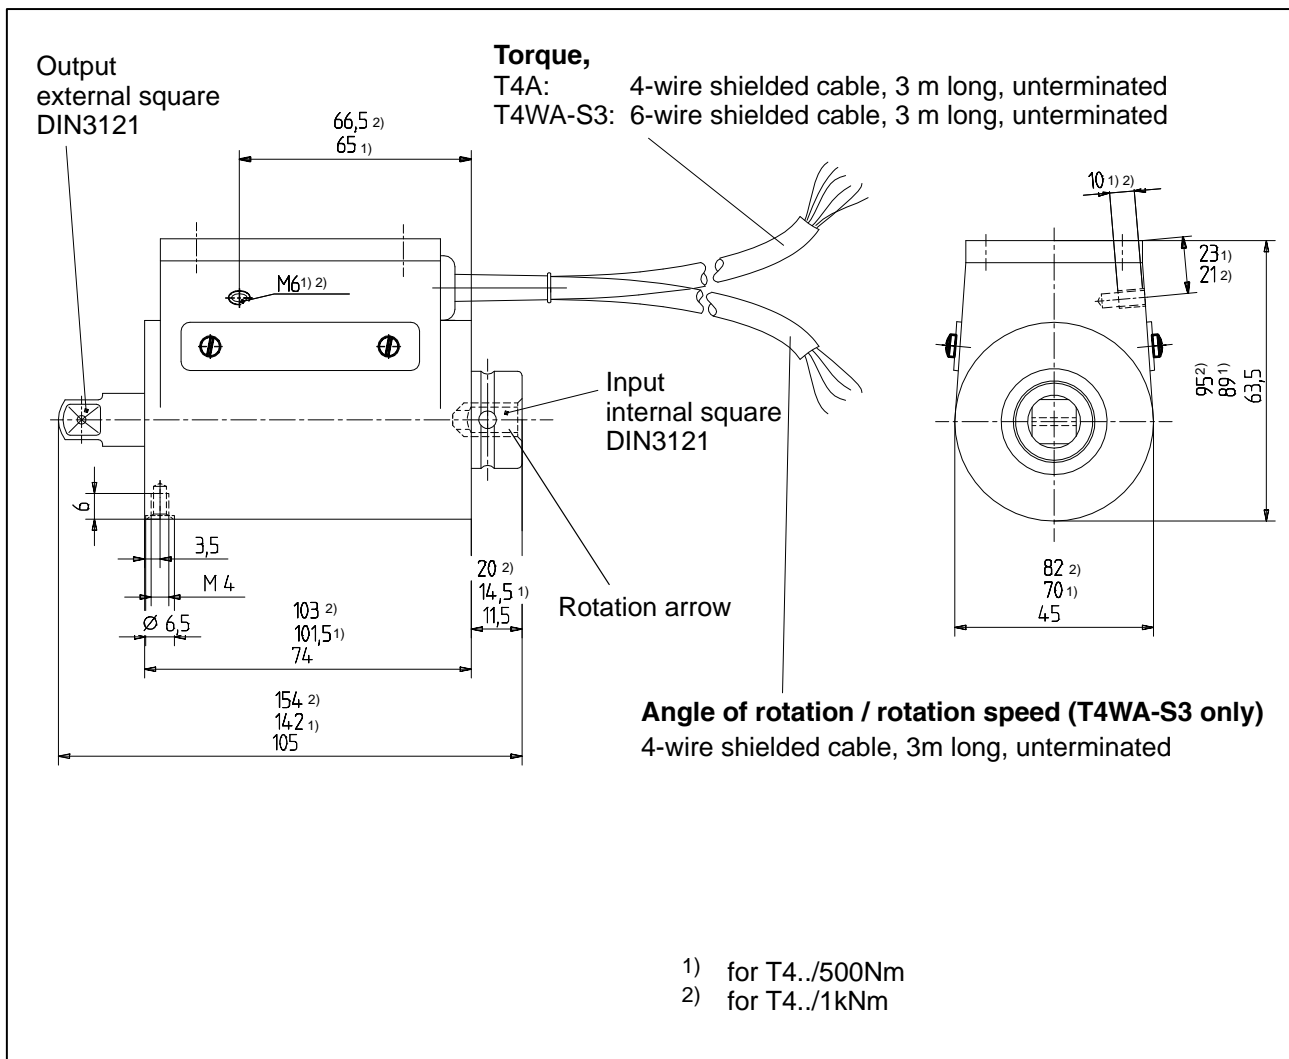 Output
external square
DIN3121
Torque,
T4A: 4-wire shielded cable, 3 m long, unterminated
T4WA-S3: 6-wire shielded cable, 3 m long, unterminated
66,5 2)
65 1)
M6 1) 2)
10 1) 2)
23 1)
21 2)
95 2)
89 1)
63,5
Input
internal square
DIN3121
6
3,5
M 4
Ø 6,5
20 2)
14,5 1)
11,5
Rotation arrow
103 2)
101,5 1)
74
154 2)
142 1)
105
82 2)
70 1)
45
Angle of rotation / rotation speed (T4WA-S3 only)
4-wire shielded cable, 3m long, unterminated
1) for T4../500Nm
2) for T4../1kNm